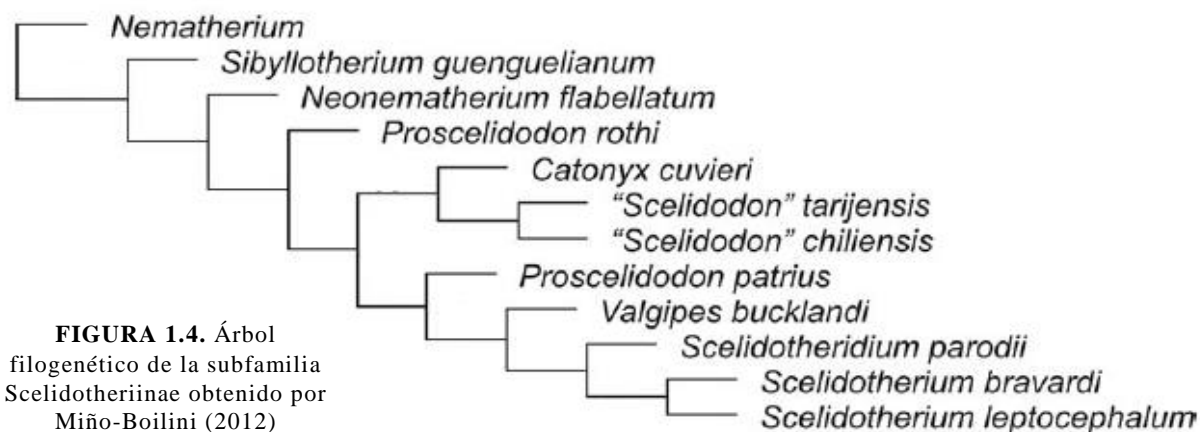 Nematherium
Sibyllotherium guenguelianum
Neonematherium flabellatum
Proscelidodon rothi
Catonyx cuvieri
“Scelidodon” tarijensis
“Scelidodon” chiliensis
Proscelidodon patrius
Valgipes bucklandi
Scelidotheridium parodii
Scelidotherium bravardi
Scelidotherium leptocephalum
FIGURA 1.4. Árbol
filogenético de la subfamilia
Scelidotheriinae obtenido por
Miño-Boilini (2012)